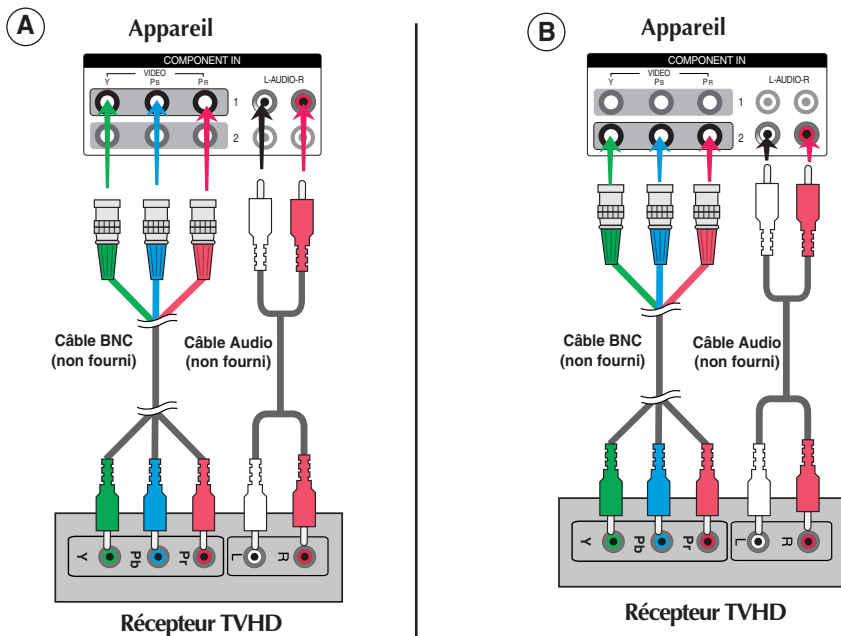 A
Appareil
COMPONENT IN
VIDEO
Y PB PR
L-AUDIO-R
1
2
Câble BNC
(non fourni)
Câble Audio
(non fourni)
Y Pb Pr L R
Récepteur TVHD
B
Appareil
COMPONENT IN
VIDEO
Y PB PR
L-AUDIO-R
1
2
Câble BNC
(non fourni)
Câble Audio
(non fourni)
Y Pb Pr L R
Récepteur TVHD